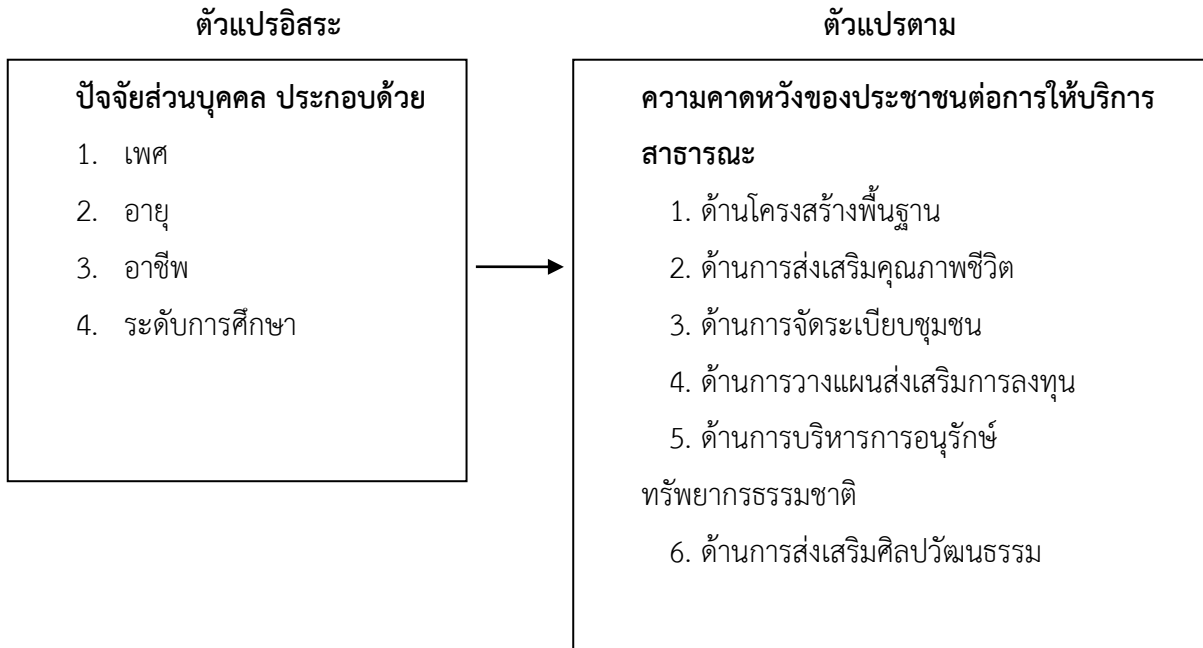 ตัวแปรอิสระ
ปัจจัยส่วนบุคคล ประกอบด้วย
1. เพศ
2. อายุ
3. อาชีพ
4. ระดับการศึกษา
ตัวแปรตาม
ความคาดหวังของประชาชนต่อการให้บริการ
สาธารณะ
1. ด้านโครงสร้างพื้นฐาน
2. ด้านการส่งเสริมคุณภาพชีวิต
3. ด้านการจัดระเบียบชุมชน
4. ด้านการวางแผนส่งเสริมการลงทุน
5. ด้านการบริหารการอนุรักษ์
ทรัพยากรธรรมชาติ
6. ด้านการส่งเสริมศิลปวัฒนธรรม